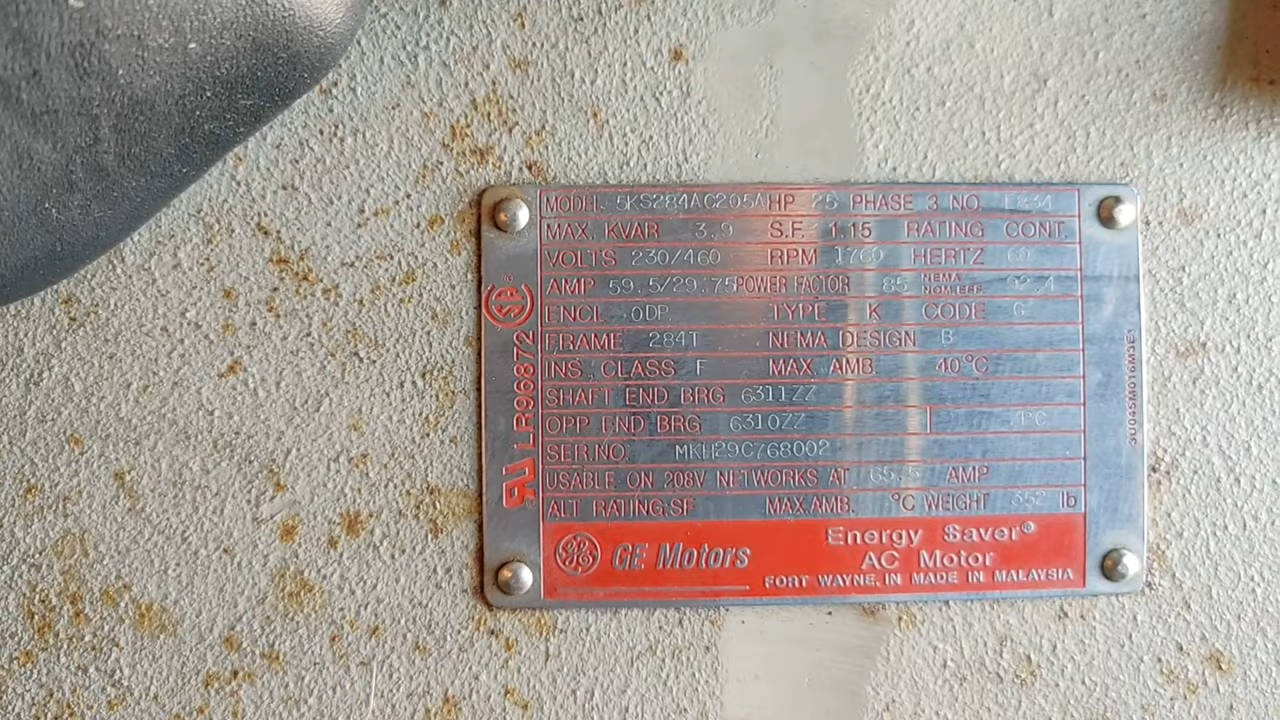 MODEL 5KS284AC205A HP 25 PHASE 3 NO.
MAX. KVAR 3.9 S.F. 1.15 RATING CONT.
VOLTS 230/460 RPM 1760 HERTZ 60
AMP 59.5/29.75 POWER FACTOR 85 NEMA NOM.EFF. 92.4
ENCL. ODP TYPE K CODE G
FRAME 284T NEMA DESIGN B
INS. CLASS F MAX. AMB. 40°C
SHAFT END BRG 6311ZZ
OPP END BRG 6310ZZ
SER.NO. MKH29C768002
USABLE ON 208V NETWORKS AT 65.5 AMP
ALT RATING:SF MAX.AMB. °C WEIGHT lb
GE Motors
Energy Saver®
AC Motor
FORT WAYNE, IN MADE IN MALAYSIA
LR96872